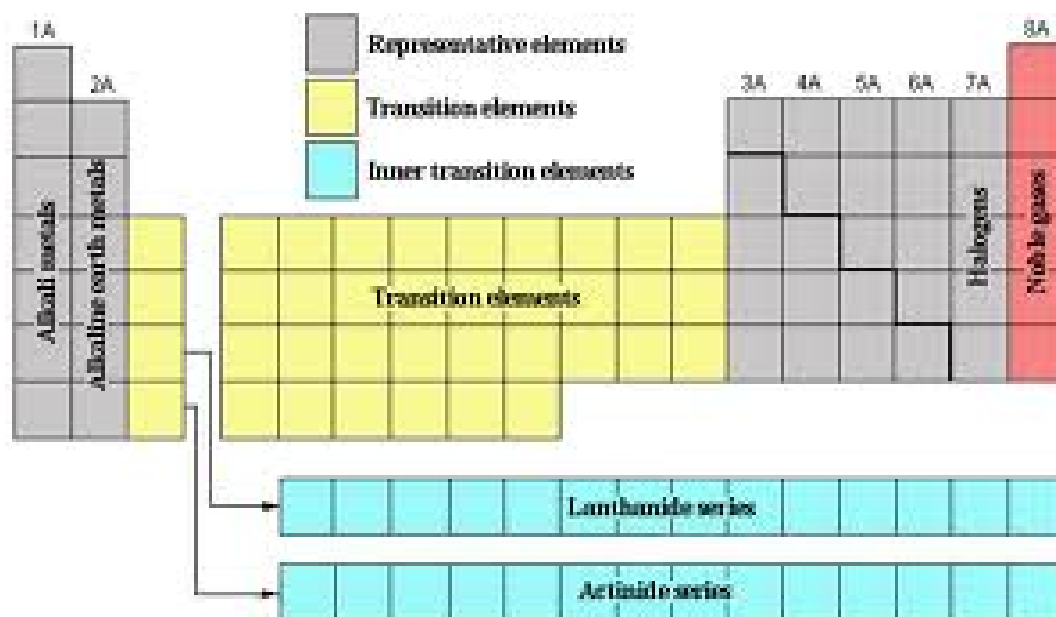 1A
8A
Representative elements
2A
3A
4A
5A
6A
7A
Transition elements
Inner transition elements
Alkali metals
Alkaline earth metals
Transition elements
Halogens
Noble gases
Lanthanide series
Actinide series